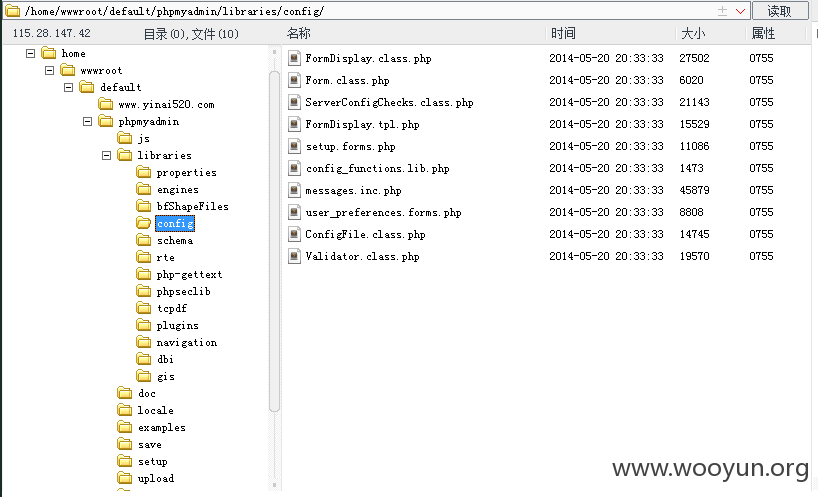 /home/wwwroot/default/phpmyadmin/libraries/config/ 读取
115.28.147.42 目录(0),文件(10) 名称 时间 大小 属性
home
wwwroot
default
www.yinai520.com
phpmyadmin
js
libraries
properties
engines
bfShapeFiles
config
schema
rte
php-gettext
phpseclib
tcpdf
plugins
navigation
dbi
gis
doc
locale
examples
save
setup
upload
FormDisplay.class.php 2014-05-20 20:33:33 27502 0755
Form.class.php 2014-05-20 20:33:33 6020 0755
ServerConfigChecks.class.php 2014-05-20 20:33:33 21143 0755
FormDisplay.tpl.php 2014-05-20 20:33:33 15529 0755
setup.forms.php 2014-05-20 20:33:33 11086 0755
config_functions.lib.php 2014-05-20 20:33:33 1473 0755
messages.inc.php 2014-05-20 20:33:33 45879 0755
user_preferences.forms.php 2014-05-20 20:33:33 8808 0755
ConfigFile.class.php 2014-05-20 20:33:33 14745 0755
Validator.class.php 2014-05-20 20:33:33 19570 0755
www.wooyun.org